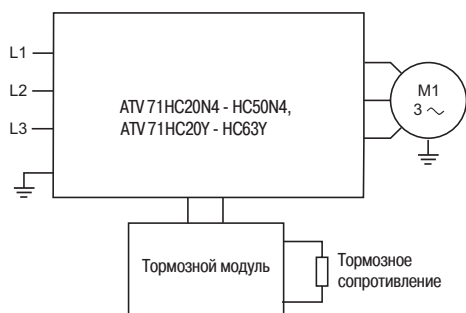 L1
L2
L3
ATV 71HC20N4 - HC50N4,
ATV 71HC20Y - HC63Y
M1
3 ~
Тормозной модуль
Тормозное
сопротивление